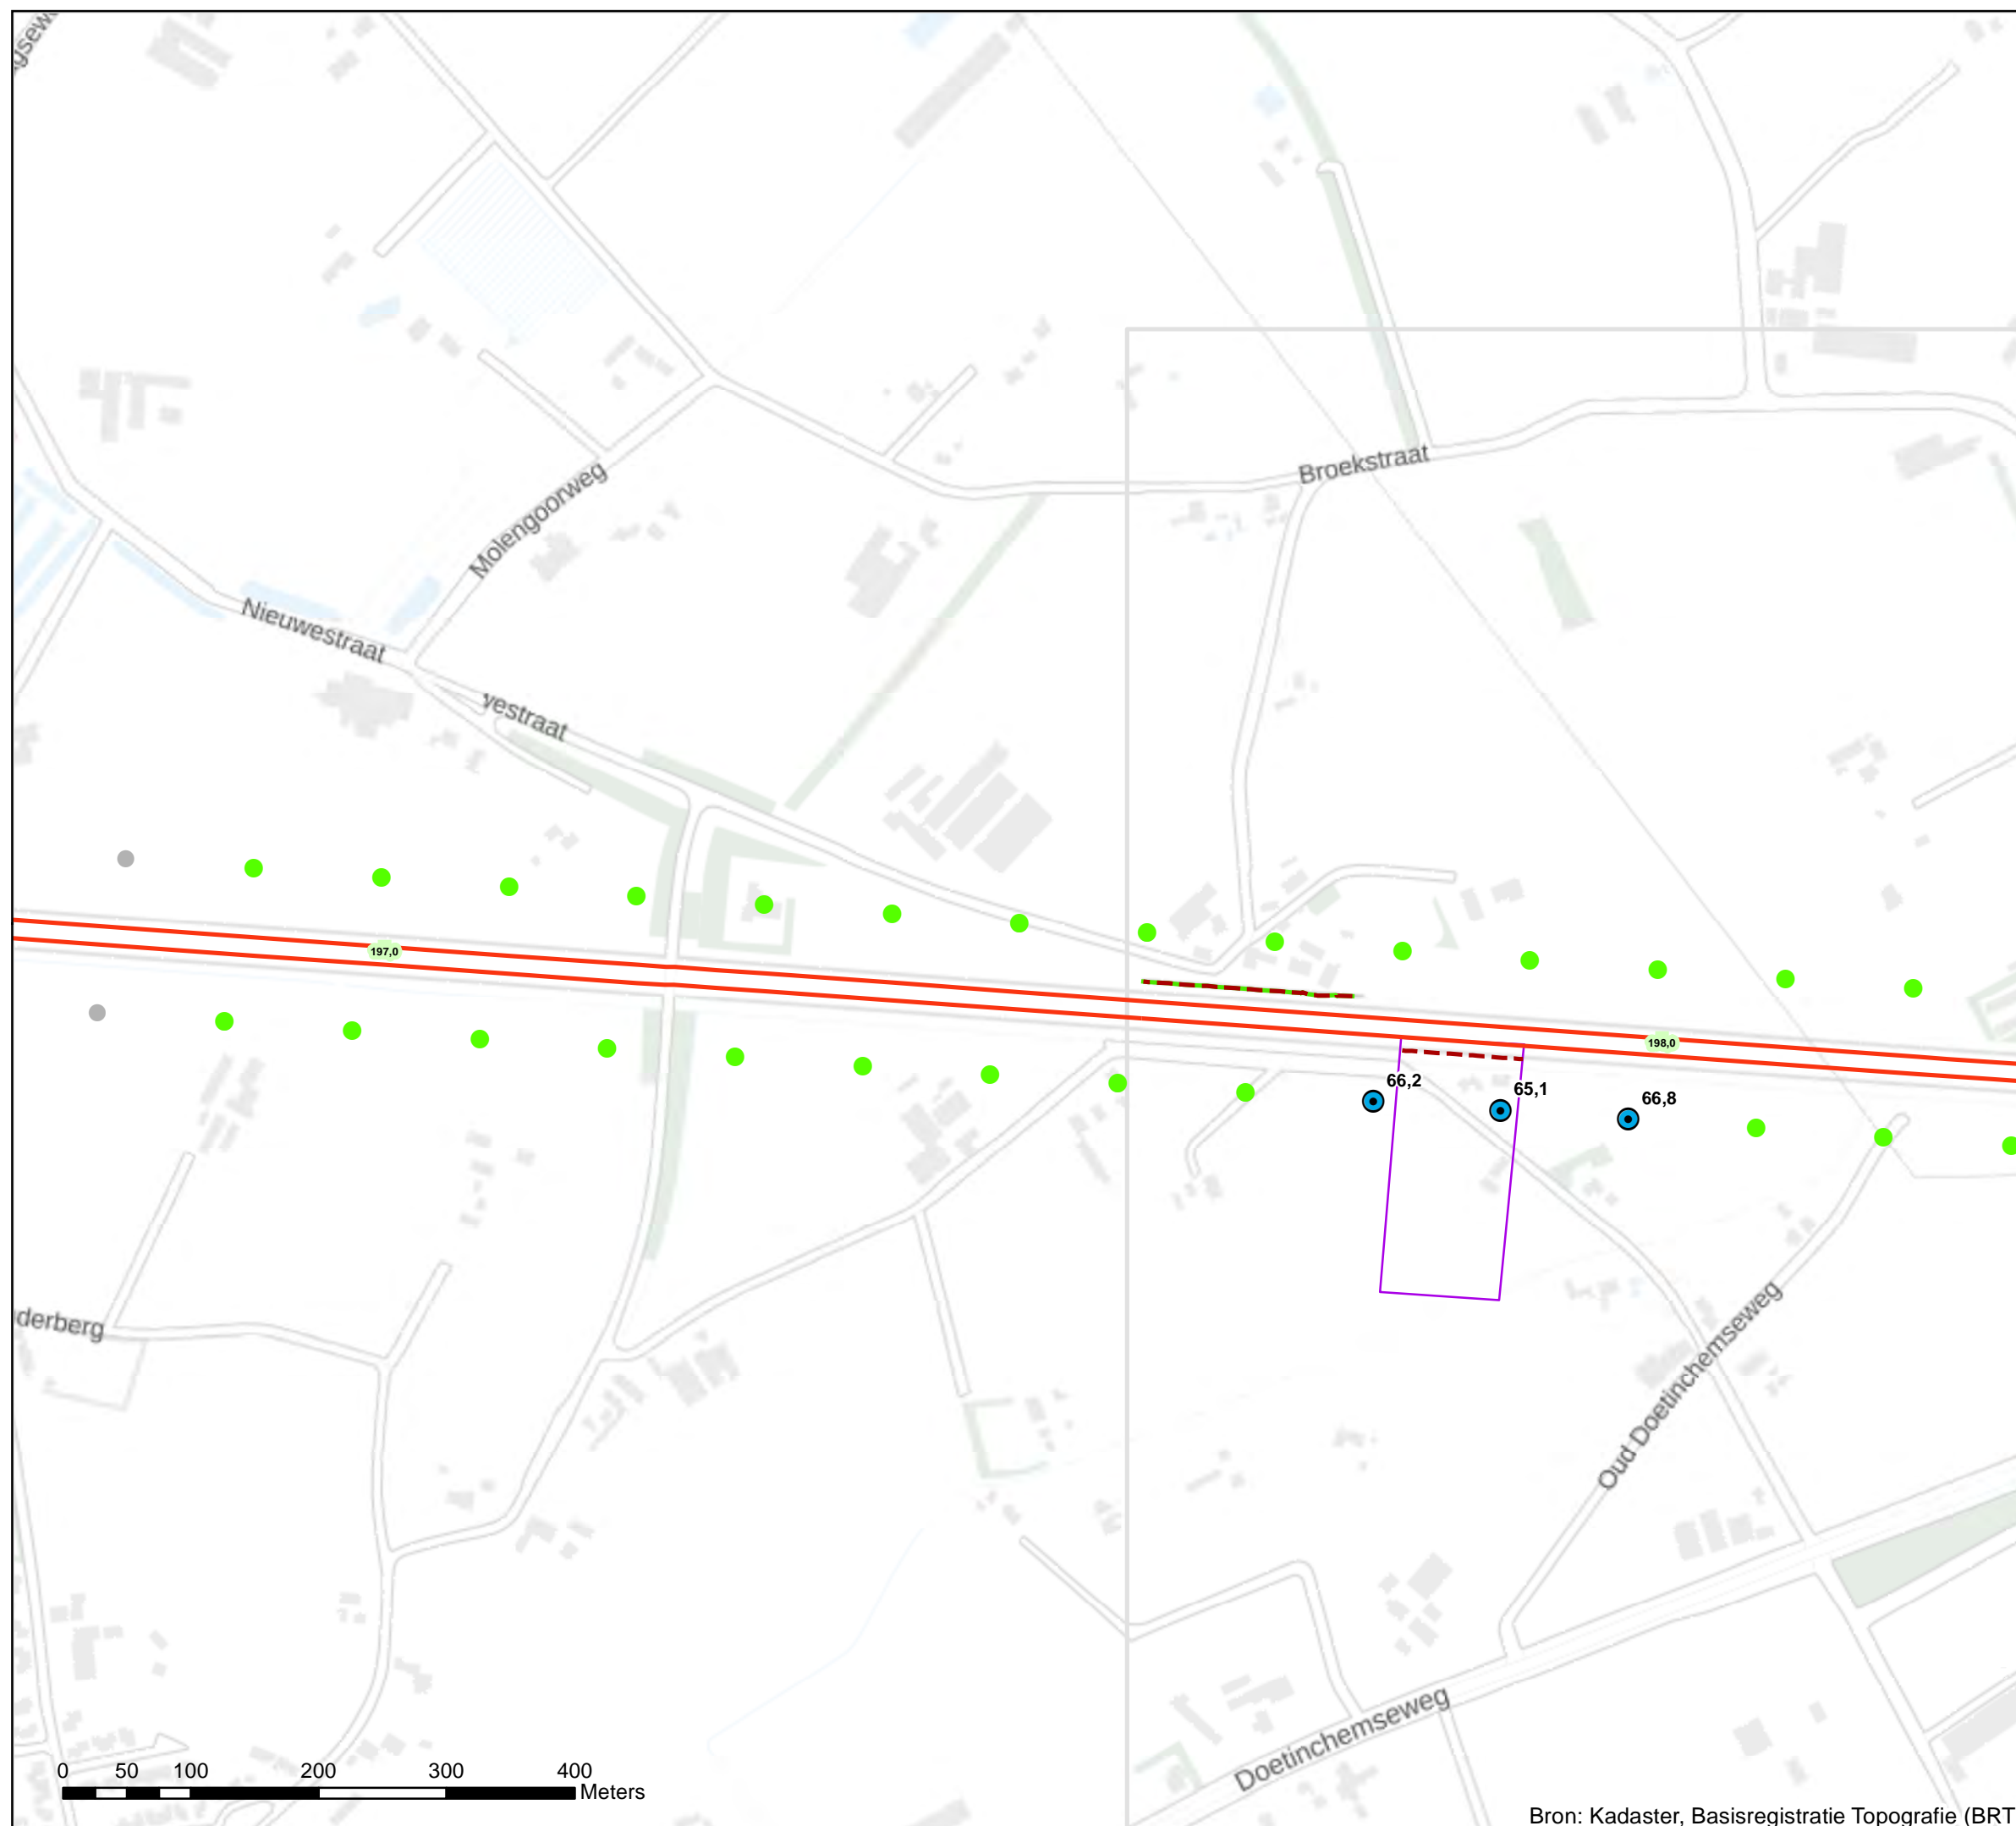 Broekstraat
Molengoorweg
Nieuwestraat
vestraat
197,0
198,0
66,2
65,1
66,8
derberg
Oud Doetinchemseweg
Doetinchemseweg
0 50 100 200 300 400
Meters
Bron: Kadaster, Basisregistratie Topografie (BRT